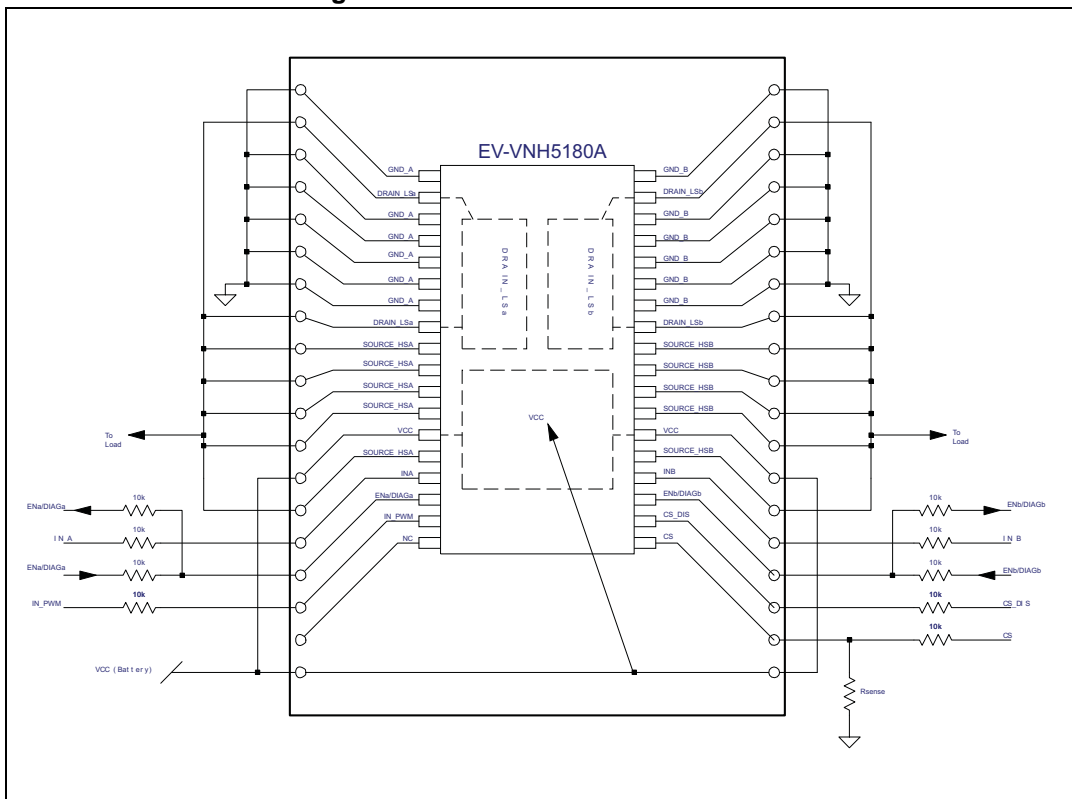 EV-VNH5180A
GND_A
DRAIN_LSa
GND_A
GND_A
GND_A
GND_A
GND_A
DRAIN_LSa
SOURCE_HSA
SOURCE_HSA
SOURCE_HSA
SOURCE_HSA
VCC
SOURCE_HSA
INA
ENa/DIAGa
IN_PWM
NC
DRAIN_LSa
DRAIN_LSb
VCC
GND_B
DRAIN_LSb
GND_B
GND_B
GND_B
GND_B
GND_B
DRAIN_LSb
SOURCE_HSB
SOURCE_HSB
SOURCE_HSB
SOURCE_HSB
VCC
SOURCE_HSB
INB
ENb/DIAGb
CS_DIS
CS
To
Load
ENa/DIAGa
10k
IN_A
10k
ENa/DIAGa
10k
IN_PWM
10k
VCC (Battery)
To
Load
10k
ENb/DIAGb
10k
IN_B
10k
ENb/DIAGb
10k
CS_DIS
10k
CS
Rsense